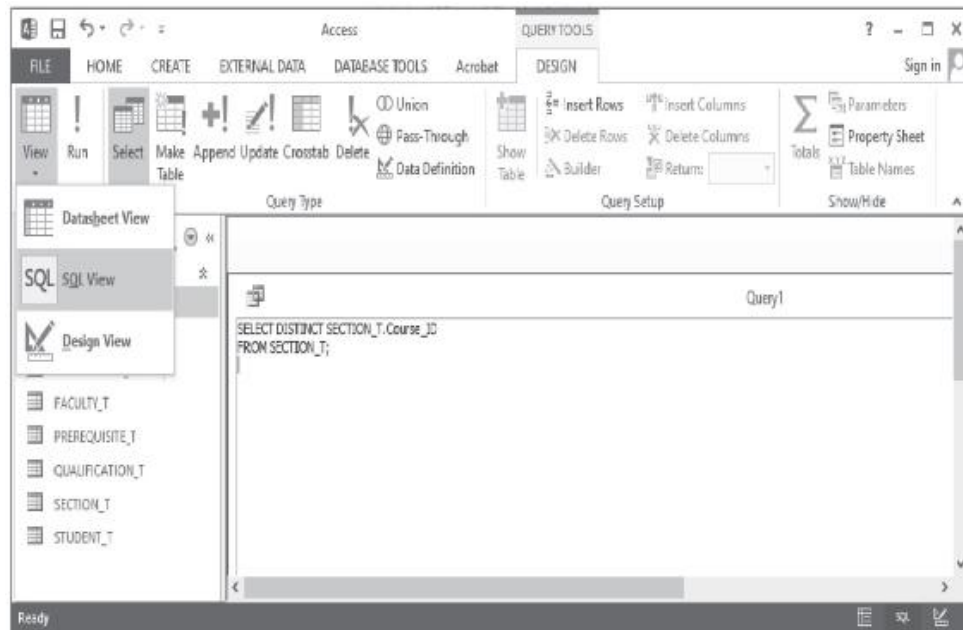 Access
QUERY TOOLS
?
FILE
HOME
CREATE
EXTERNAL DATA
DATABASE TOOLS
Acrobat
DESIGN
Sign in
View
Run
Select
Make
Table
Append
Update
Crosstab
Delete
Union
Pass-Through
Data Definition
Query Type
Show
Table
Insert Rows
Delete Rows
Builder
Insert Columns
Delete Columns
Return:
Query Setup
Totals
Parameters
Property Sheet
Table Names
Show/Hide
Datasheet View
SQL SQL View
Design View
Query1
SELECT DISTINCT SECTION_T.Course_ID
FROM SECTION_T;
FACULTY_T
PREREQUISITE_T
QUALIFICATION_T
SECTION_T
STUDENT_T
Ready
SQL